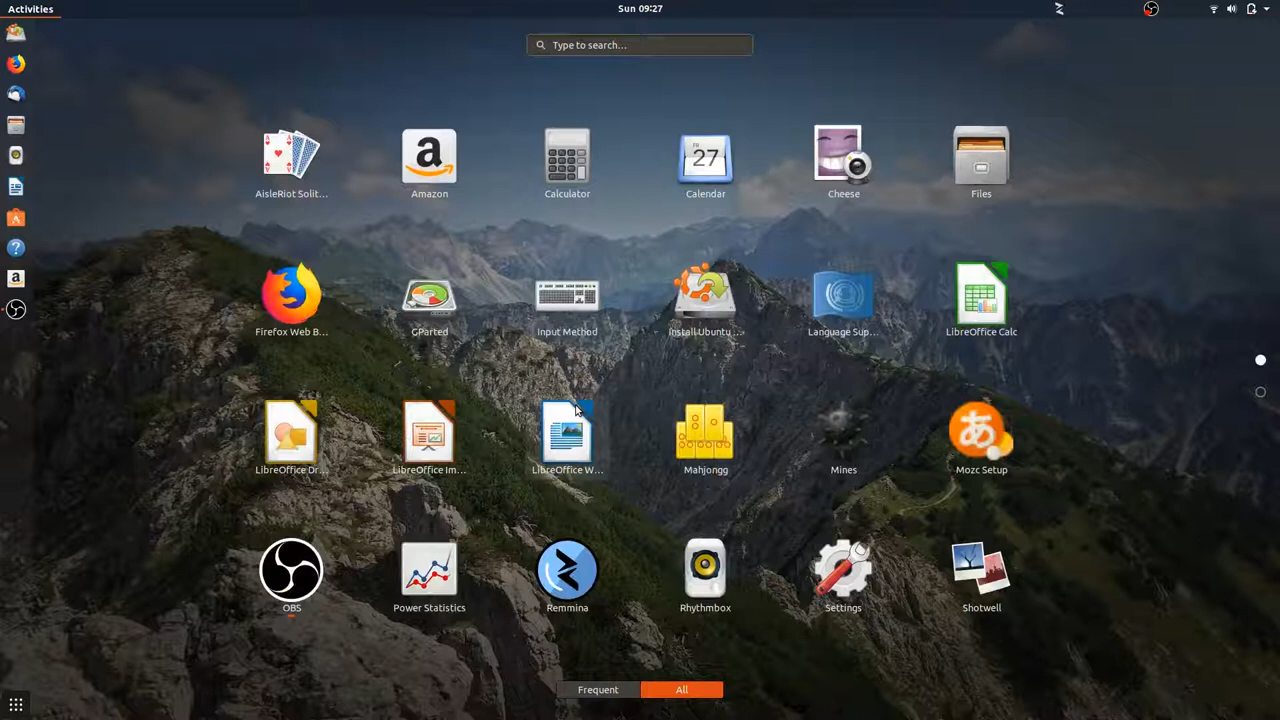 Activities
Sun 09:27
Type to search...
AisleRiot Solit...
Amazon
Calculator
FRI
27
Calendar
Cheese
Files
Firefox Web B...
GParted
Input Method
Install Ubuntu ...
Language Sup...
LibreOffice Calc
LibreOffice Dr...
LibreOffice Im...
LibreOffice W...
Mahjongg
Mines
あ
Mozc Setup
OBS
Power Statistics
Remmina
Rhythmbox
Settings
Shotwell
Frequent
All